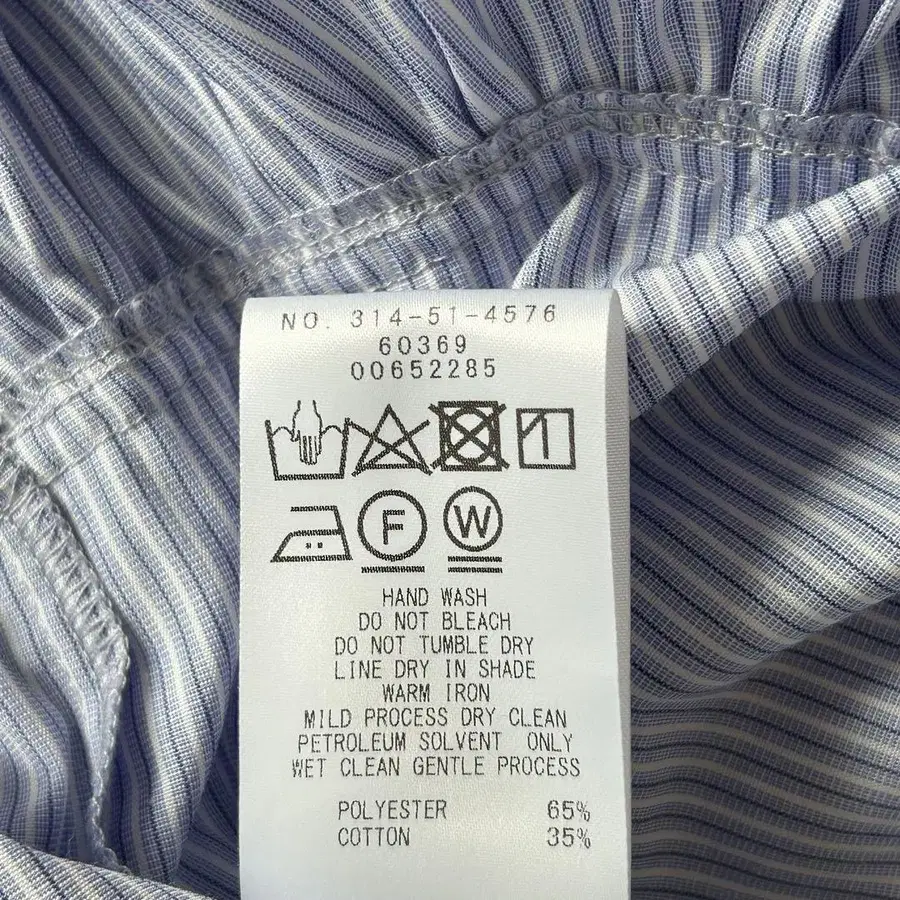 NO. 314-51-4576
60369
00652285
F W
HAND WASH
DO NOT BLEACH
DO NOT TUMBLE DRY
LINE DRY IN SHADE
WARM IRON
MILD PROCESS DRY CLEAN
PETROLEUM SOLVENT ONLY
WET CLEAN GENTLE PROCESS
POLYESTER 65%
COTTON 35%